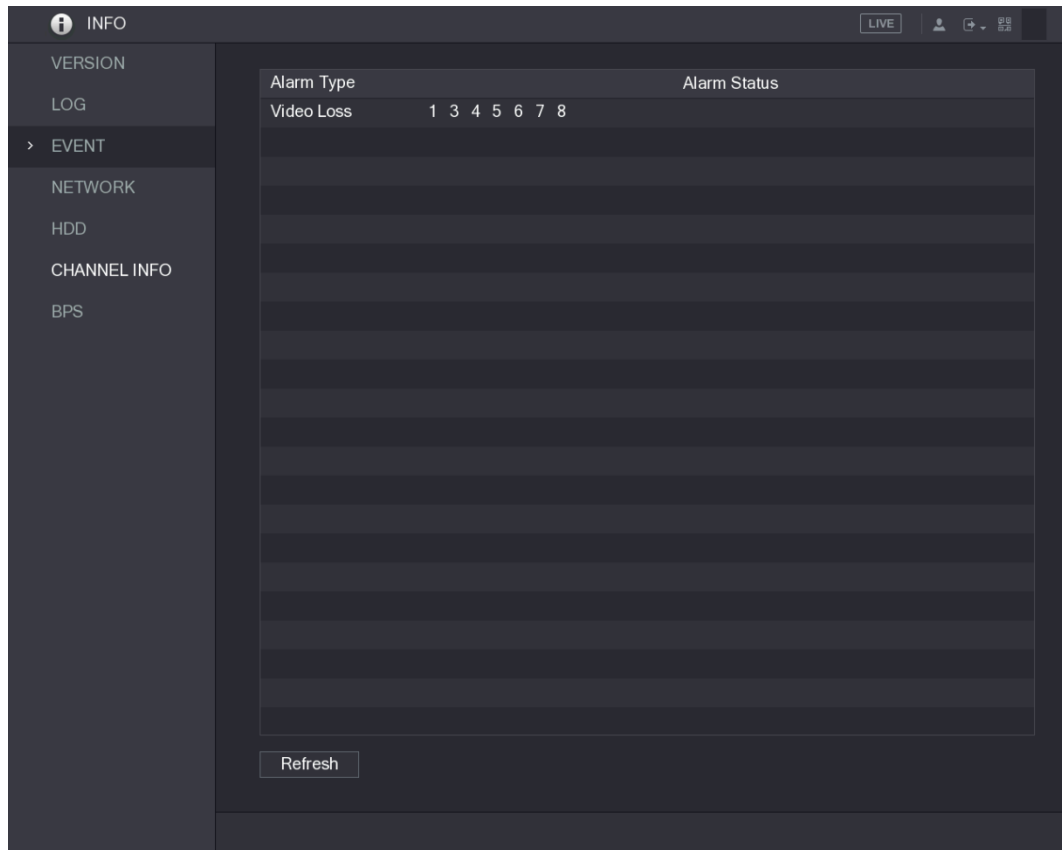 INFO
LIVE
VERSION
LOG
EVENT
NETWORK
HDD
CHANNEL INFO
BPS
Alarm Type Alarm Status
Video Loss 1 3 4 5 6 7 8
Refresh